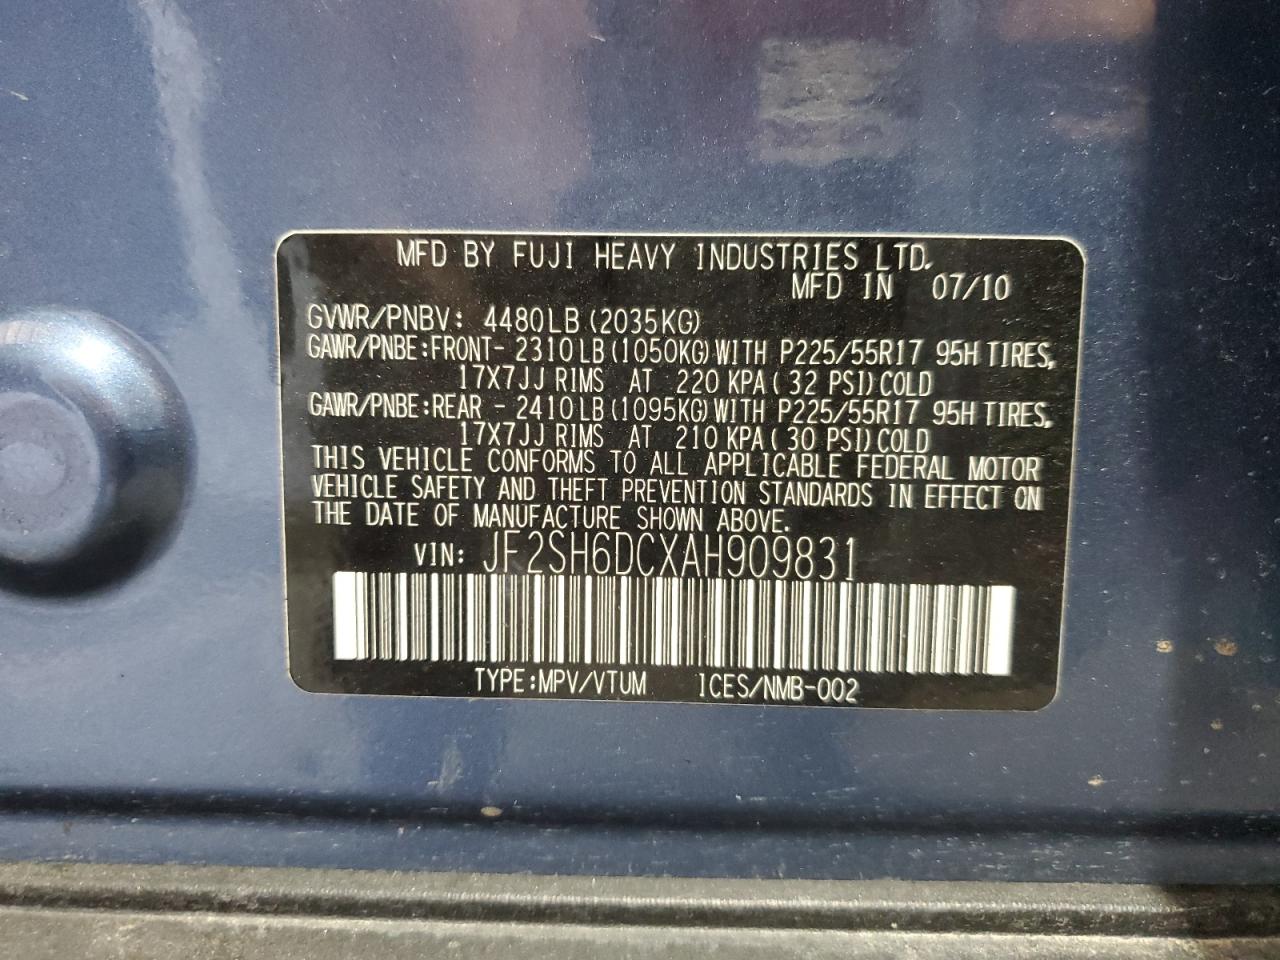 MFD BY FUJI HEAVY INDUSTRIES LTD.
MFD IN 07/10
GVWR/PNBV: 4480LB(2035KG)
GAWR/PNBE:FRONT- 2310LB(1050KG)WITH P225/55R17 95H TIRES,
17X7JJ RIMS AT 220 KPA( 32 PSI)COLD
GAWR/PNBE:REAR - 2410LB(1095KG)WITH P225/55R17 95H TIRES,
17X7JJ RIMS AT 210 KPA( 30 PSI)COLD
THIS VEHICLE CONFORMS TO ALL APPLICABLE FEDERAL MOTOR
VEHICLE SAFETY AND THEFT PREVENTION STANDARDS IN EFFECT ON
THE DATE OF MANUFACTURE SHOWN ABOVE.
VIN: JF2SH6DCXAH909831
TYPE:MPV/VTUM ICES/NMB-002